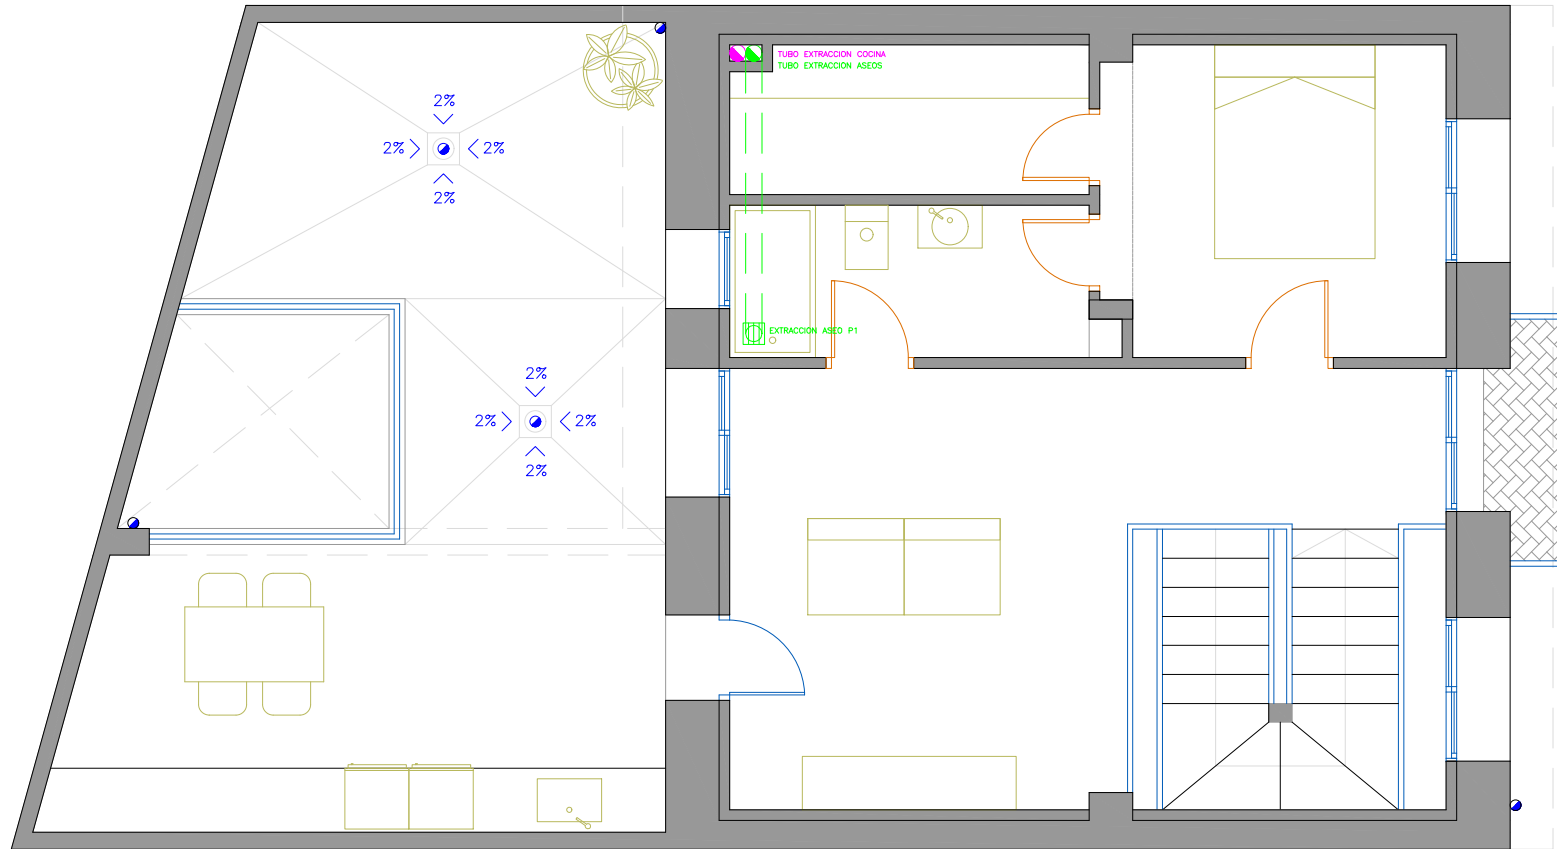 TUBO EXTRACCION COCINA
TUBO EXTRACCION ASEOS
2%
2%
2%
2%
EXTRACCION ASEO P1
2%
2%
2%
2%